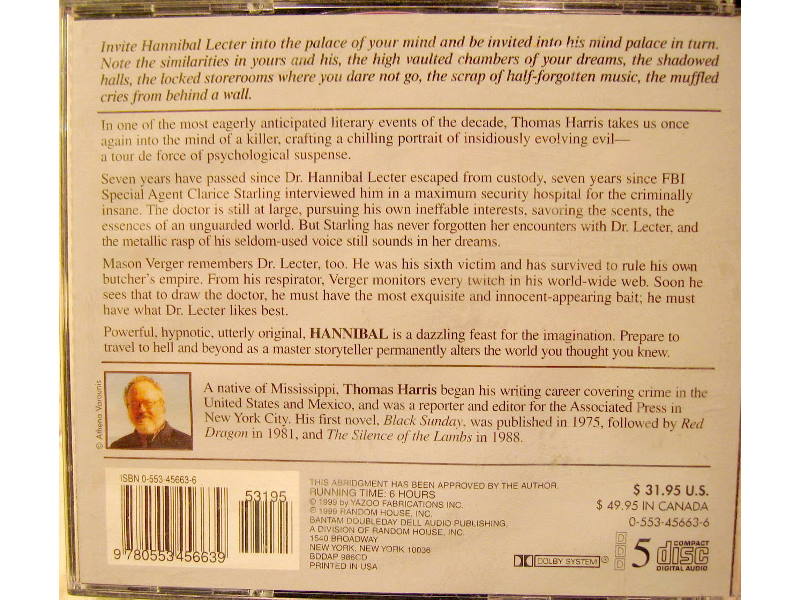 Invite Hannibal Lecter into the palace of your mind and be invited into his mind palace in turn.
Note the similarities in yours and his, the high vaulted chambers of your dreams, the shadowed
halls, the locked storerooms where you dare not go, the scrap of half-forgotten music, the muffled
cries from behind a wall.
In one of the most eagerly anticipated literary events of the decade, Thomas Harris takes us once
again into the mind of a killer, crafting a chilling portrait of insidiously evolving evil—
a tour de force of psychological suspense.
Seven years have passed since Dr. Hannibal Lecter escaped from custody, seven years since FBI
Special Agent Clarice Starling interviewed him in a maximum security hospital for the criminally
insane. The doctor is still at large, pursuing his own ineffable interests, savoring the scents, the
essences of an unguarded world. But Starling has never forgotten her encounters with Dr. Lecter, and
the metallic rasp of his seldom-used voice still sounds in her dreams.
Mason Verger remembers Dr. Lecter, too. He was his sixth victim and has survived to rule his own
butcher's empire. From his respirator, Verger monitors every twitch in his world-wide web. Soon he
sees that to draw the doctor, he must have the most exquisite and innocent-appearing bait; he must
have what Dr. Lecter likes best.
Powerful, hypnotic, utterly original, HANNIBAL is a dazzling feast for the imagination. Prepare to
travel to hell and beyond as a master storyteller permanently alters the world you thought you knew.
© Athena Varounis
A native of Mississippi, Thomas Harris began his writing career covering crime in the
United States and Mexico, and was a reporter and editor for the Associated Press in
New York City. His first novel, Black Sunday, was published in 1975, followed by Red
Dragon in 1981, and The Silence of the Lambs in 1988.
ISBN 0-553-45663-6
53195
9 780553 456639
THIS ABRIDGMENT HAS BEEN APPROVED BY THE AUTHOR.
RUNNING TIME: 6 HOURS
© 1999 by YAZOO FABRICATIONS INC.
℗ 1999 RANDOM HOUSE, INC.
BANTAM DOUBLEDAY DELL AUDIO PUBLISHING.
A DIVISION OF RANDOM HOUSE, INC.
1540 BROADWAY
NEW YORK, NEW YORK 10036
BDDAP 986CD
PRINTED IN USA
$ 31.95 U.S.
$ 49.95 IN CANADA
0-553-45663-6
DOLBY SYSTEM®
D D D
5
COMPACT
disc
DIGITAL AUDIO